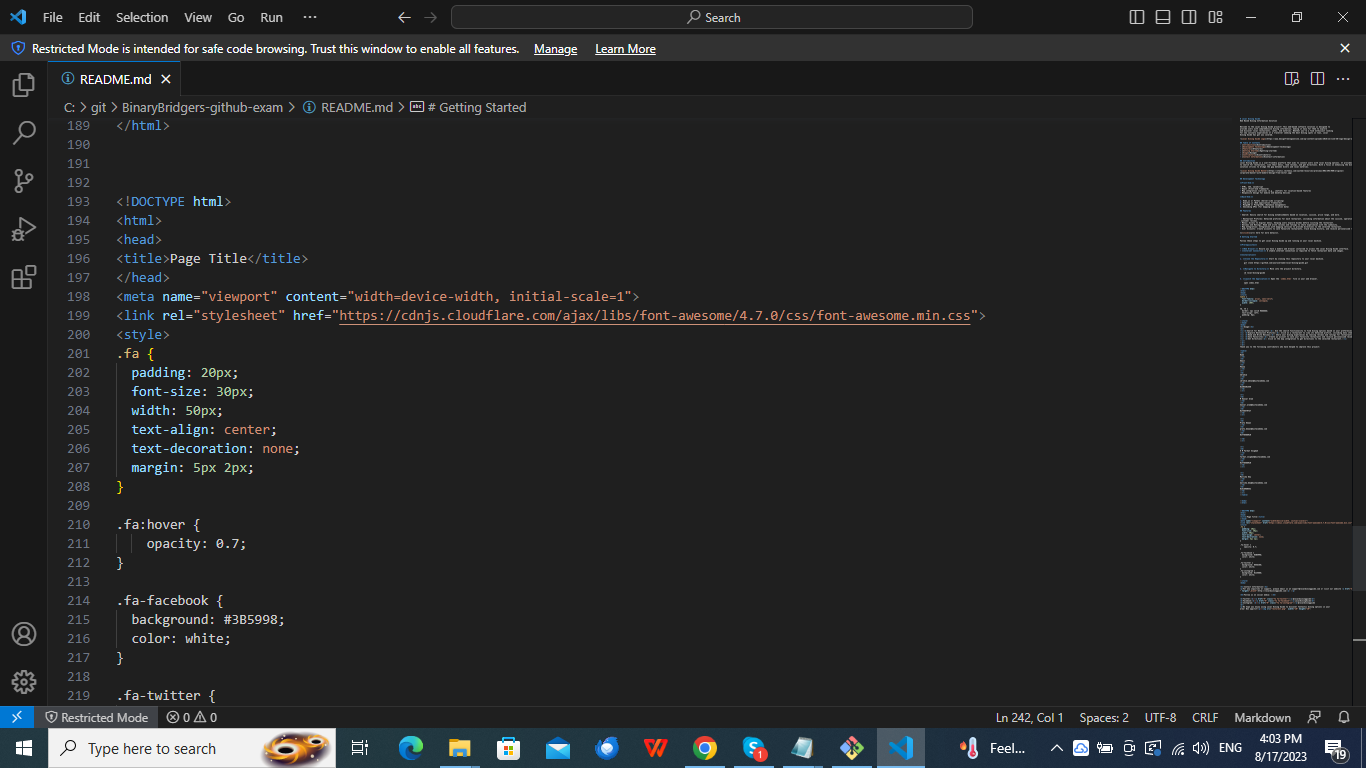 File Edit Selection View Go Run ··· Search
Restricted Mode is intended for safe code browsing. Trust this window to enable all features. Manage Learn More
README.md
C: > git > BinaryBridgers-github-exam > README.md > # Getting Started
189 </html>
190
191
192
193 <!DOCTYPE html>
194 <html>
195 <head>
196 <title>Page Title</title>
197 </head>
198 <meta name="viewport" content="width=device-width, initial-scale=1">
199 <link rel="stylesheet" href="https://cdnjs.cloudflare.com/ajax/libs/font-awesome/4.7.0/css/font-awesome.min.css">
200 <style>
201 .fa {
202 padding: 20px;
203 font-size: 30px;
204 width: 50px;
205 text-align: center;
206 text-decoration: none;
207 margin: 5px 2px;
208 }
209
210 .fa:hover {
211 opacity: 0.7;
212 }
213
214 .fa-facebook {
215 background: #3B5998;
216 color: white;
217 }
218
219 .fa-twitter {
Restricted Mode 0 0 Ln 242, Col 1 Spaces: 2 UTF-8 CRLF Markdown
Type here to search 1 Feel... ENG 4:03 PM 8/17/2023 19